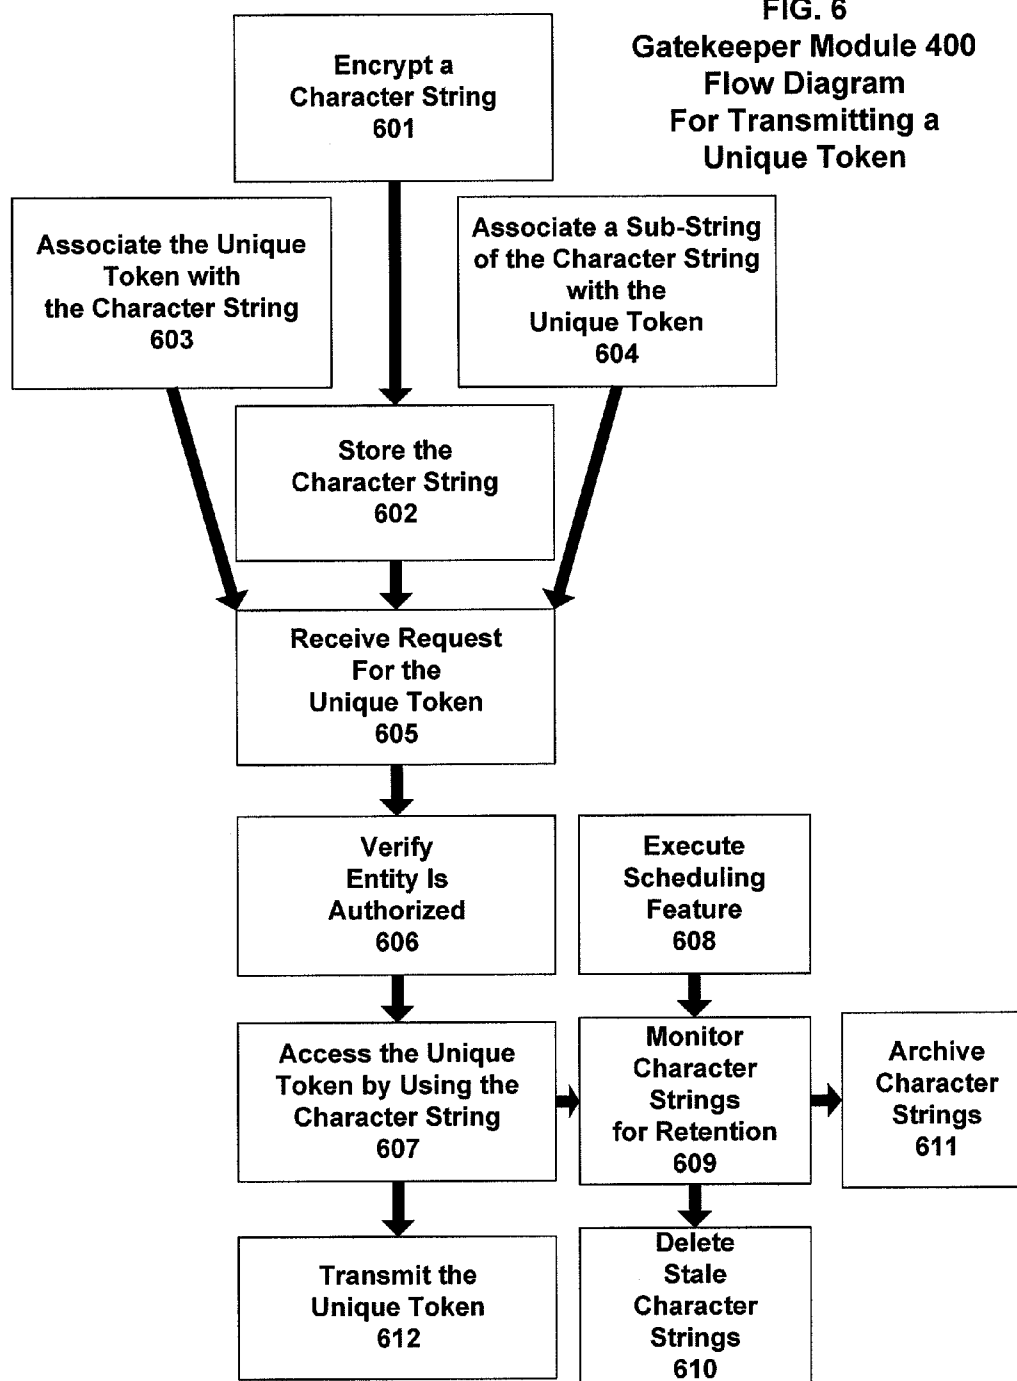 FIG. 6
Gatekeeper Module 400
Flow Diagram
For Transmitting a
Unique Token
Encrypt a
Character String
601
Associate the Unique
Token with
the Character String
603
Associate a Sub-String
of the Character String
with the
Unique Token
604
Store the
Character String
602
Receive Request
For the
Unique Token
605
Verify
Entity Is
Authorized
606
Execute
Scheduling
Feature
608
Access the Unique
Token by Using the
Character String
607
Monitor
Character
Strings
for Retention
609
Archive
Character
Strings
611
Transmit the
Unique Token
612
Delete
Stale
Character
Strings
610